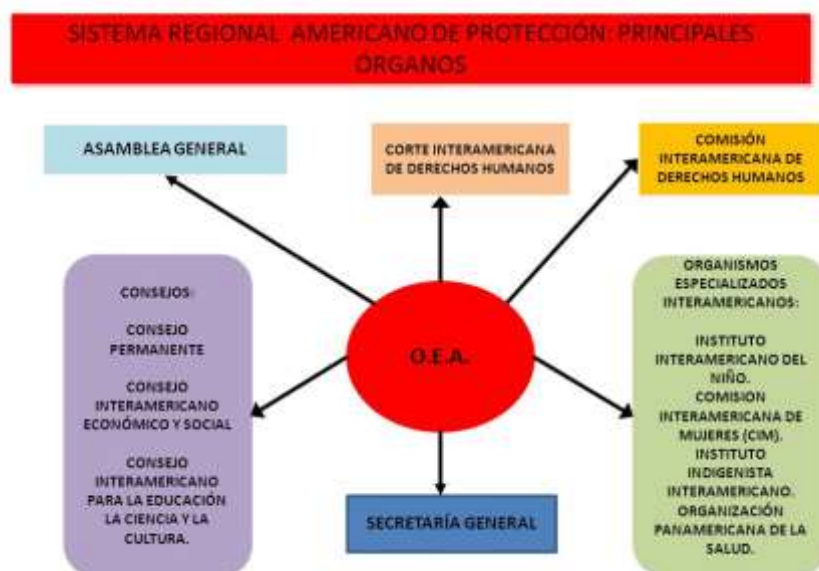 SISTEMA REGIONAL AMERICANO DE PROTECCIÓN: PRINCIPALES
ÓRGANOS
ASAMBLEA GENERAL
CORTE INTERAMERICANA
DE DERECHOS HUMANOS
COMISIÓN
INTERAMERICANA DE
DERECHOS HUMANOS
CONSEJOS:
CONSEJO
PERMANENTE
CONSEJO
INTERAMERICANO
ECONÓMICO Y SOCIAL
CONSEJO
INTERAMERICANO
PARA LA EDUCACIÓN
LA CIENCIA Y LA
CULTURA.
O.E.A.
ORGANISMOS
ESPECIALIZADOS
INTERAMERICANOS:
INSTITUTO
INTERAMERICANO DEL
NIÑO.
COMISION
INTERAMERICANA DE
MUJERES (CIM).
INSTITUTO
INDIGENISTA
INTERAMERICANO.
ORGANIZACIÓN
PANAMERICANA DE LA
SALUD.
SECRETARÍA GENERAL